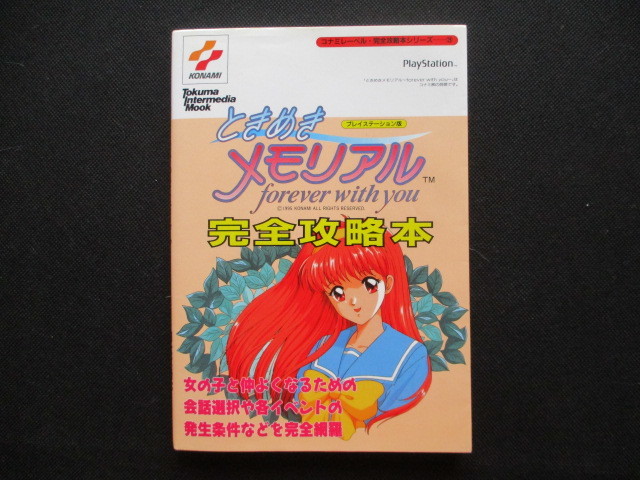 コナミレーベル・完全攻略本シリーズ
KONAMI
PlayStation™
Tokuma
Intermedia
Mook
ときめき
プレイステーション版
メモリアル™
forever with you
KONAMI ALL RIGHTS RESERVED.
完全攻略本
女の子と仲よくなるための
会話選択や各イベントの
発生条件などを完全網羅